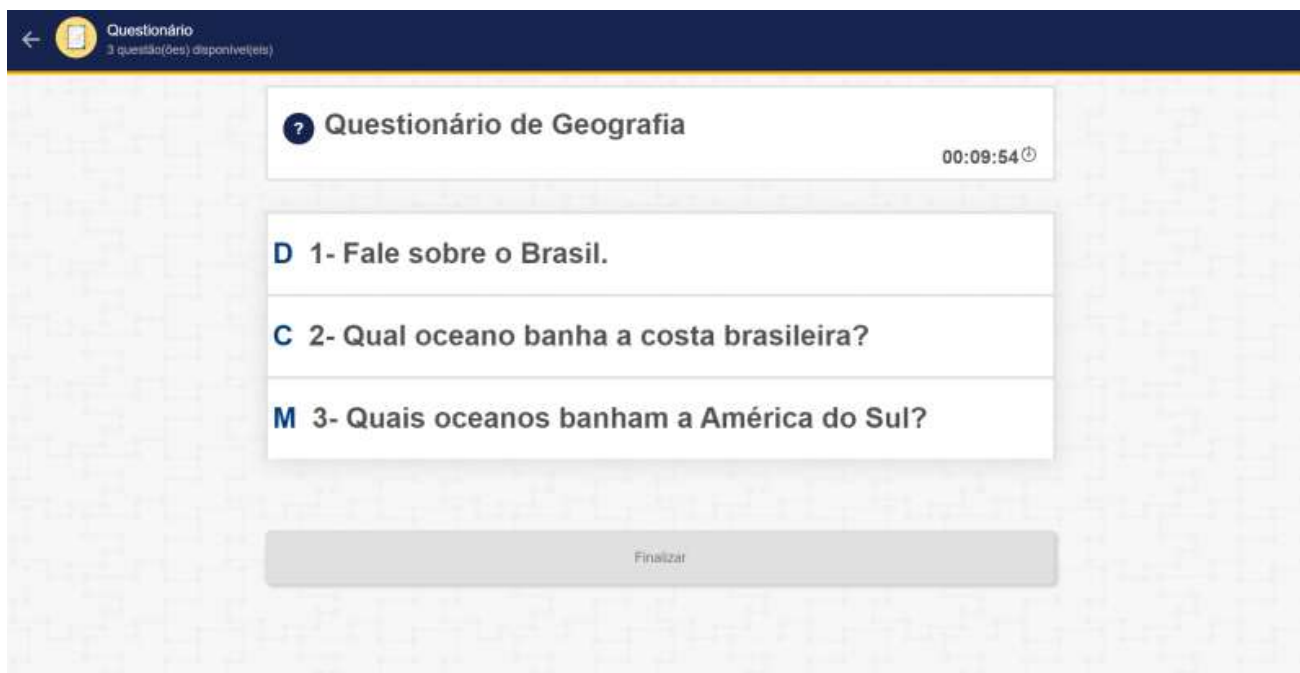 Questionário
3 questão(ões) disponível(eis)
? Questionário de Geografia
00:09:54
D 1- Fale sobre o Brasil.
C 2- Qual oceano banha a costa brasileira?
M 3- Quais oceanos banham a América do Sul?
Finalizar